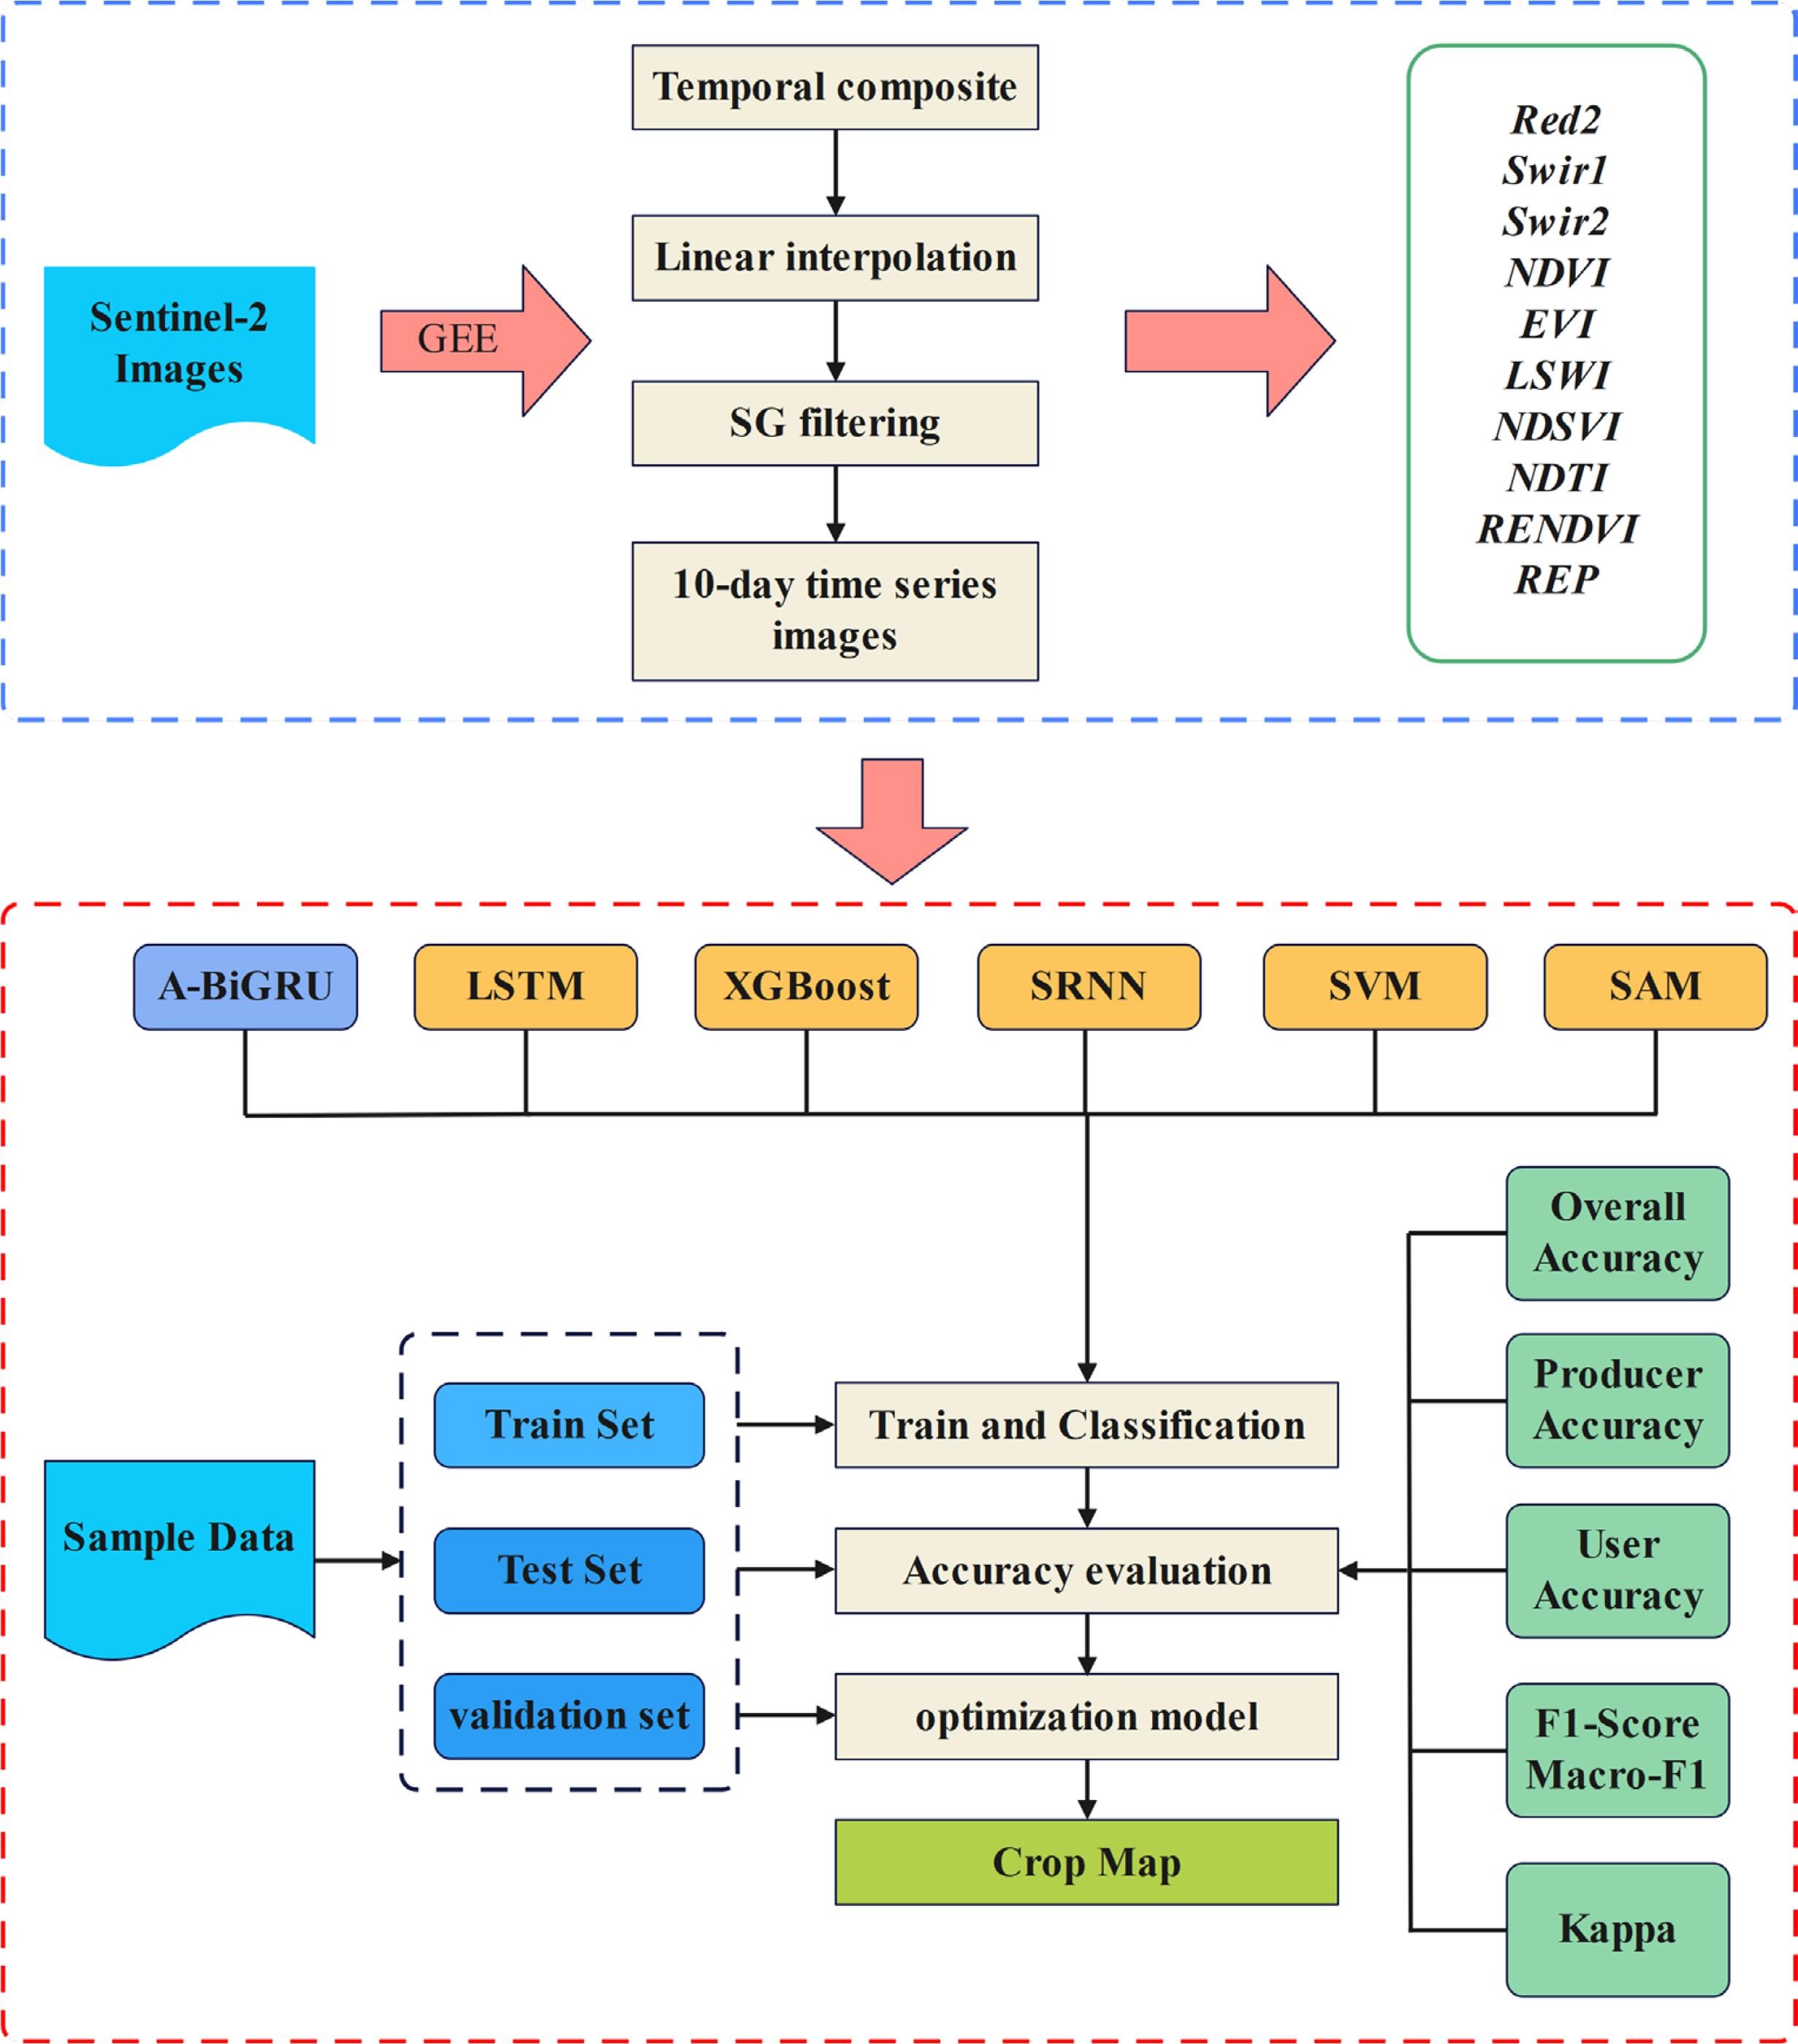 Temporal composite
Linear interpolation
SG filtering
10-day time series
images
Sentinel-2
Images
GEE
Red2
Swir1
Swir2
NDVI
EVI
LSWI
NDSVI
NDTI
RENDVI
REP
A-BiGRU
LSTM
XGBoost
SRNN
SVM
SAM
Sample Data
Train Set
Test Set
validation set
Train and Classification
Accuracy evaluation
optimization model
Crop Map
Overall
Accuracy
Producer
Accuracy
User
Accuracy
F1-Score
Macro-F1
Kappa